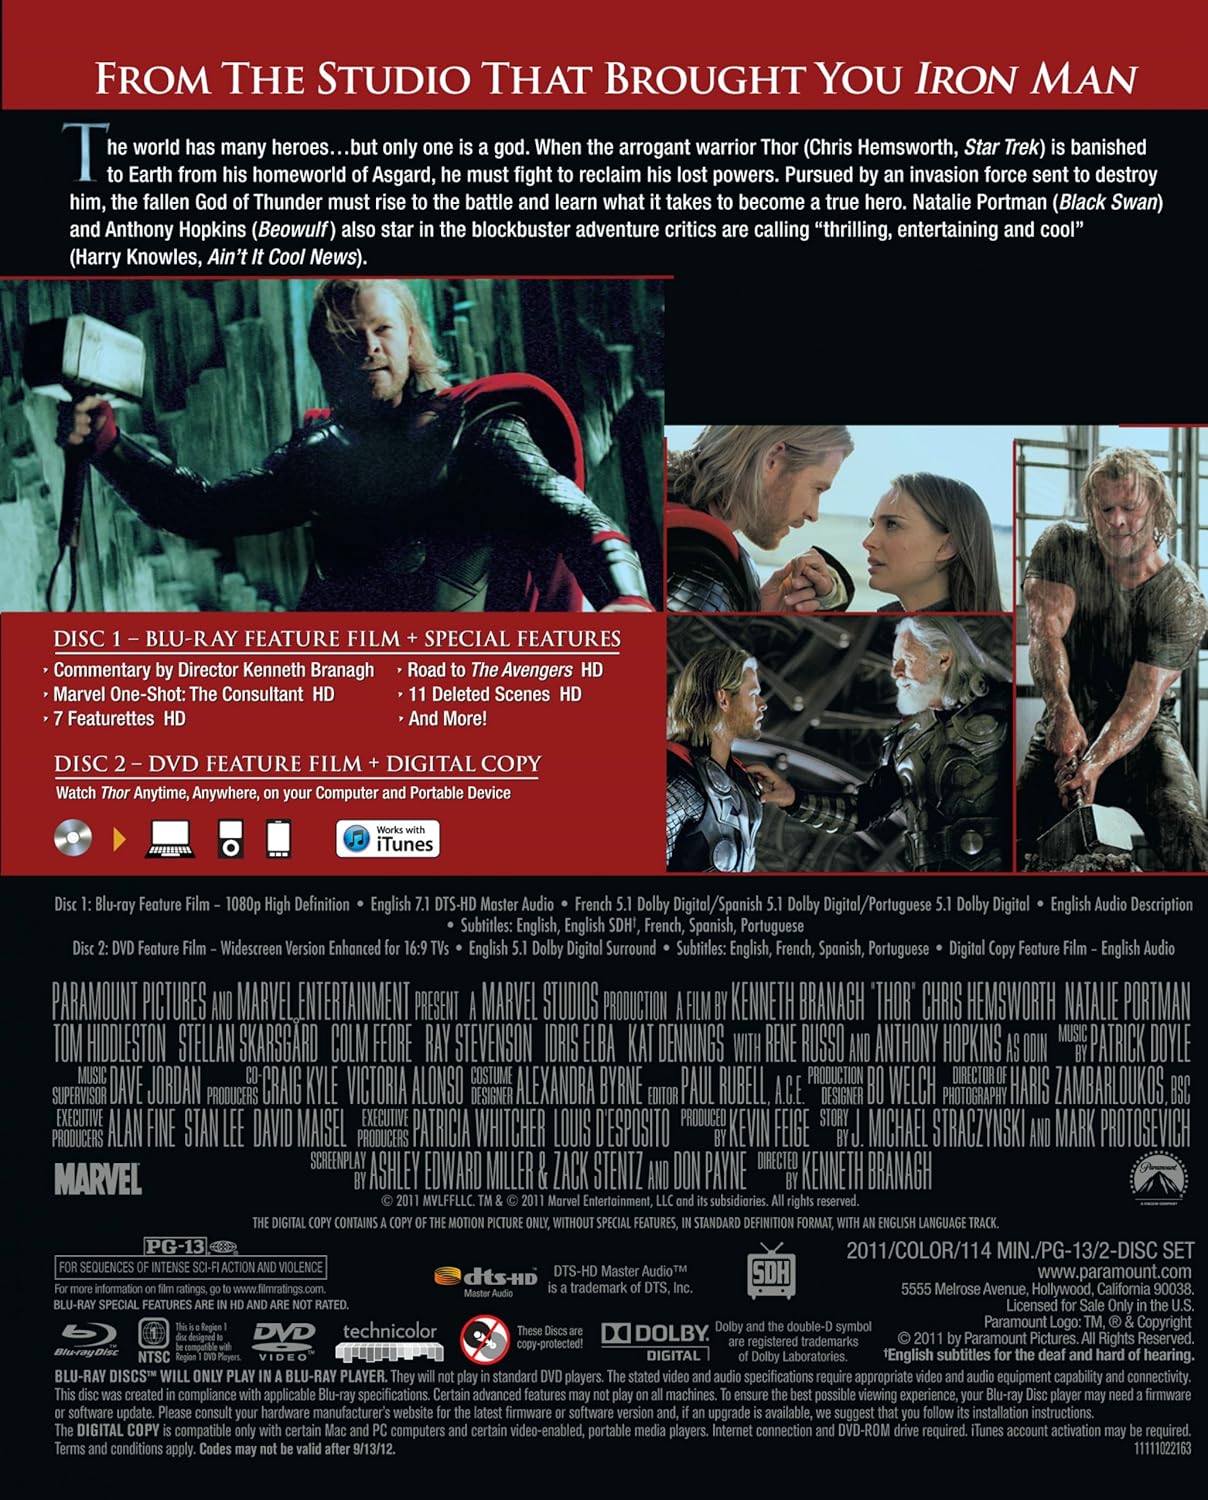 FROM THE STUDIO THAT BROUGHT YOU IRON MAN
The world has many heroes...but only one is a god. When the arrogant warrior Thor (Chris Hemsworth, Star Trek) is banished
to Earth from his homeworld of Asgard, he must fight to reclaim his lost powers. Pursued by an invasion force sent to destroy
him, the fallen God of Thunder must rise to the battle and learn what it takes to become a true hero. Natalie Portman (Black Swan)
and Anthony Hopkins (Beowulf) also star in the blockbuster adventure critics are calling “thrilling, entertaining and cool”
(Harry Knowles, Ain't It Cool News).
DISC 1 – BLU-RAY FEATURE FILM + SPECIAL FEATURES
Commentary by Director Kenneth Branagh
Marvel One-Shot: The Consultant HD
7 Featurettes HD
Road to The Avengers HD
11 Deleted Scenes HD
And More!
DISC 2 – DVD FEATURE FILM + DIGITAL COPY
Watch Thor Anytime, Anywhere, on your Computer and Portable Device
Works with
iTunes
Disc 1: Blu-ray Feature Film – 1080p High Definition • English 7.1 DTS-HD Master Audio • French 5.1 Dolby Digital/Spanish 5.1 Dolby Digital/Portuguese 5.1 Dolby Digital • English Audio Description
• Subtitles: English, English SDH†, French, Spanish, Portuguese
Disc 2: DVD Feature Film – Widescreen Version Enhanced for 16:9 TVs • English 5.1 Dolby Digital Surround • Subtitles: English, French, Spanish, Portuguese • Digital Copy Feature Film – English Audio
PARAMOUNT PICTURES AND MARVEL ENTERTAINMENT PRESENT A MARVEL STUDIOS PRODUCTION A FILM BY KENNETH BRANAGH "THOR" CHRIS HEMSWORTH NATALIE PORTMAN
TOM HIDDLESTON STELLAN SKARSGÅRD COLM FEORE RAY STEVENSON IDRIS ELBA KAT DENNINGS WITH RENE RUSSO AND ANTHONY HOPKINS AS ODIN MUSIC BY PATRICK DOYLE
MUSIC SUPERVISOR DAVE JORDAN CO-PRODUCERS CRAIG KYLE VICTORIA ALONSO COSTUME DESIGNER ALEXANDRA BYRNE EDITOR PAUL RUBELL, A.C.E. PRODUCTION DESIGNER BO WELCH DIRECTOR OF PHOTOGRAPHY HARIS ZAMBARLOUKOS, BSC
EXECUTIVE PRODUCERS ALAN FINE STAN LEE DAVID MAISEL EXECUTIVE PRODUCERS PATRICIA WHITCHER LOUIS D'ESPOSITO PRODUCED BY KEVIN FEIGE STORY BY J. MICHAEL STRACZYNSKI AND MARK PROTOSEVICH
SCREENPLAY BY ASHLEY EDWARD MILLER & ZACK STENTZ AND DON PAYNE DIRECTED BY KENNETH BRANAGH
MARVEL
Paramount
© 2011 MVLFFLLC. TM & © 2011 Marvel Entertainment, LLC and its subsidiaries. All rights reserved.
THE DIGITAL COPY CONTAINS A COPY OF THE MOTION PICTURE ONLY, WITHOUT SPECIAL FEATURES, IN STANDARD DEFINITION FORMAT, WITH AN ENGLISH LANGUAGE TRACK.
PG-13
FOR SEQUENCES OF INTENSE SCI-FI ACTION AND VIOLENCE
For more information on film ratings, go to www.filmratings.com.
BLU-RAY SPECIAL FEATURES ARE IN HD AND ARE NOT RATED.
dts-HD
Master Audio
DTS-HD Master Audio™
is a trademark of DTS, Inc.
SDH
2011/COLOR/114 MIN./PG-13/2-DISC SET
www.paramount.com
5555 Melrose Avenue, Hollywood, California 90038.
Licensed for Sale Only in the U.S.
Paramount Logo: TM, ® & Copyright
© 2011 by Paramount Pictures. All Rights Reserved.
†English subtitles for the deaf and hard of hearing.
Blu-ray Disc
1
NTSC
This is a Region 1
disc designed to
be compatible with
Region 1 DVD Players.
DVD
VIDEO™
technicolor
These Discs are
copy-protected!
DOLBY
DIGITAL
Dolby and the double-D symbol
are registered trademarks
of Dolby Laboratories.
BLU-RAY DISCS™ WILL ONLY PLAY IN A BLU-RAY PLAYER. They will not play in standard DVD players. The stated video and audio specifications require appropriate video and audio equipment capability and connectivity.
This disc was created in compliance with applicable Blu-ray specifications. Certain advanced features may not play on all machines. To ensure the best possible viewing experience, your Blu-ray Disc player may need a firmware
or software update. Please consult your hardware manufacturer's website for the latest firmware or software version and, if an upgrade is available, we suggest that you follow its installation instructions.
The DIGITAL COPY is compatible only with certain Mac and PC computers and certain video-enabled, portable media players. Internet connection and DVD-ROM drive required. iTunes account activation may be required.
Terms and conditions apply. Codes may not be valid after 9/13/12.
11111022163